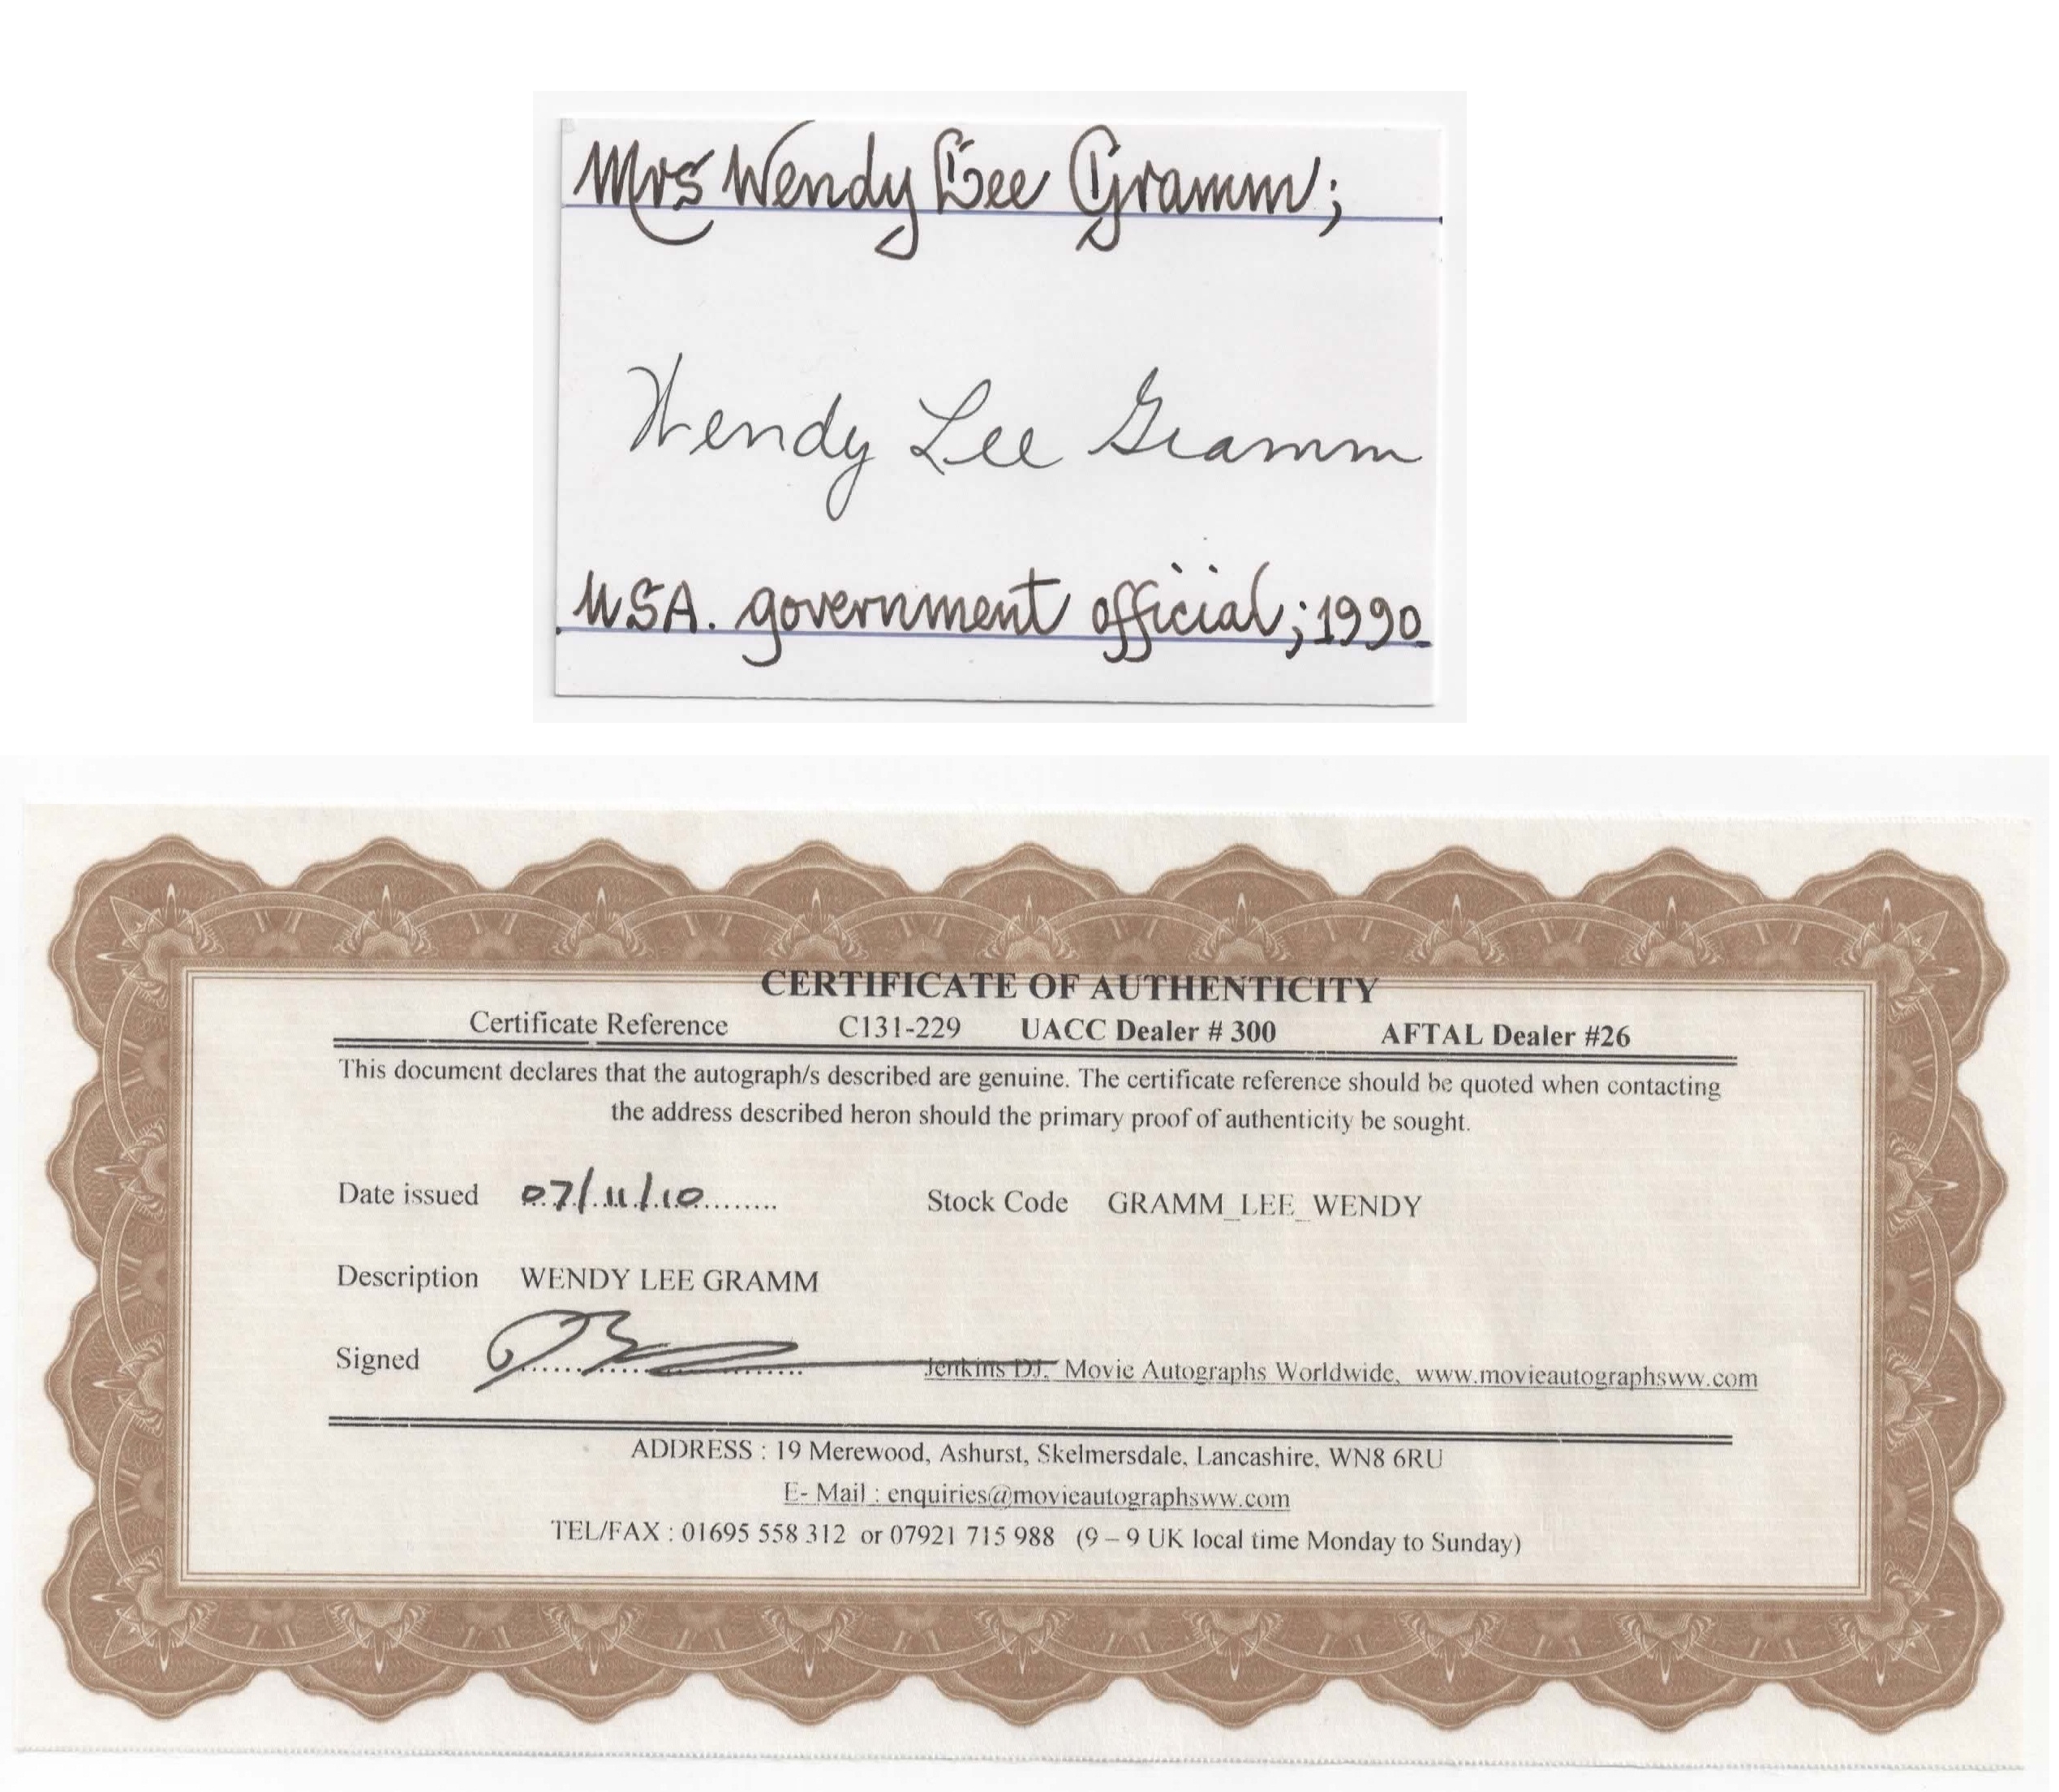 Mrs Wendy Lee Gramm;
Wendy Lee Gramm
USA. government official; 1990
CERTIFICATE OF AUTHENTICITY
Certificate Reference C131-229 UACC Dealer # 300 AFTAL Dealer #26
This document declares that the autograph/s described are genuine. The certificate reference should be quoted when contacting
the address described heron should the primary proof of authenticity be sought.
Date issued 07/11/10 Stock Code GRAMM_LEE_WENDY
Description WENDY LEE GRAMM
Signed Jenkins DJ, Movie Autographs Worldwide, www.movieautographsww.com
ADDRESS : 19 Merewood, Ashurst, Skelmersdale, Lancashire, WN8 6RU
E- Mail : enquiries@movieautographsww.com
TEL/FAX : 01695 558 312 or 07921 715 988 (9 – 9 UK local time Monday to Sunday)